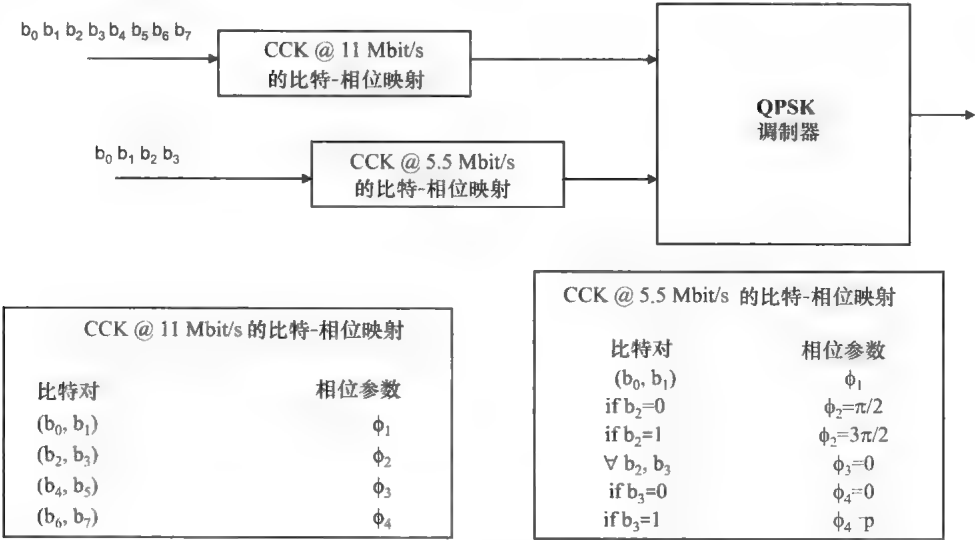 b₀ b₁ b₂ b₃ b₄ b₅ b₆ b₇
CCK @ 11 Mbit/s
的比特-相位映射
QPSK
调制器
b₀ b₁ b₂ b₃
CCK @ 5.5 Mbit/s
的比特-相位映射
CCK @ 11 Mbit/s 的比特-相位映射
比特对 相位参数
(b₀, b₁) ϕ₁
(b₂, b₃) ϕ₂
(b₄, b₅) ϕ₃
(b₆, b₇) ϕ₄
CCK @ 5.5 Mbit/s 的比特-相位映射
比特对 相位参数
(b₀, b₁) ϕ₁
if b₂=0 ϕ₂=π/2
if b₂=1 ϕ₂=3π/2
∀ b₂, b₃ ϕ₃=0
if b₃=0 ϕ₄=0
if b₃=1 ϕ₄ p